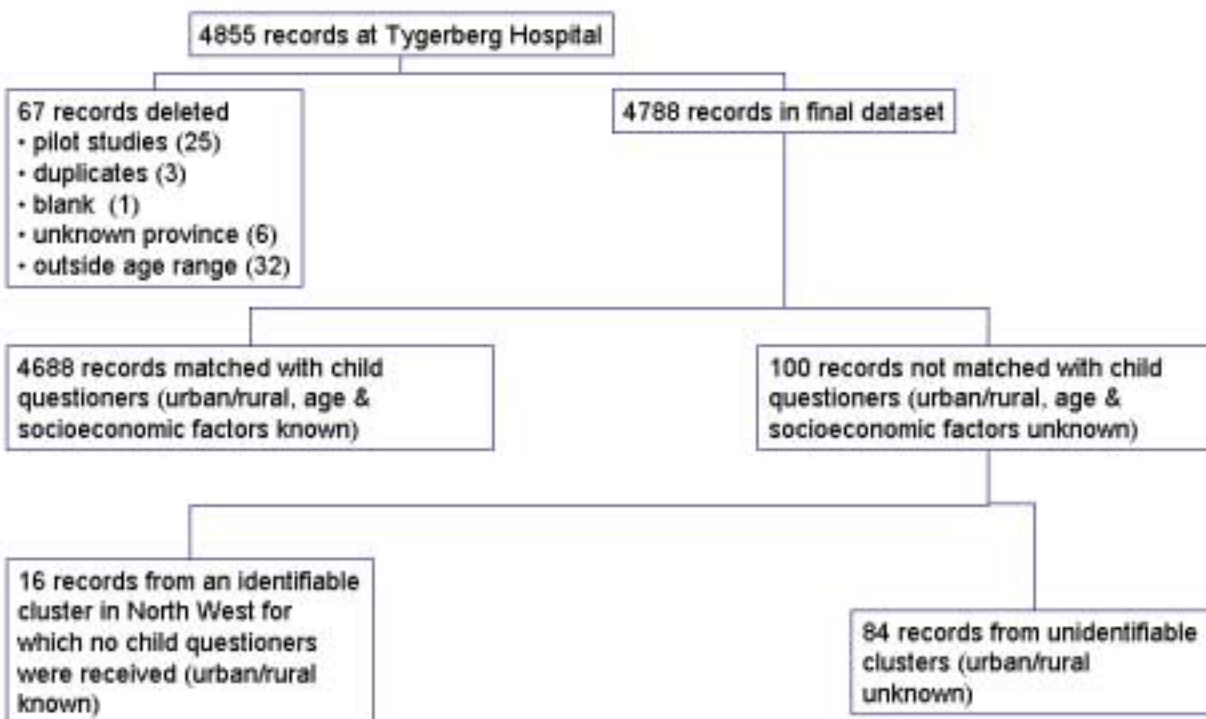 4855 records at Tygerberg Hospital
67 records deleted
• pilot studies (25)
• duplicates (3)
• blank (1)
• unknown province (6)
• outside age range (32)
4788 records in final dataset
4688 records matched with child
questioners (urban/rural, age &
socioeconomic factors known)
100 records not matched with child
questioners (urban/rural, age &
socioeconomic factors unknown)
16 records from an identifiable
cluster in North West for
which no child questioners
were received (urban/rural
known)
84 records from unidentifiable
clusters (urban/rural
unknown)